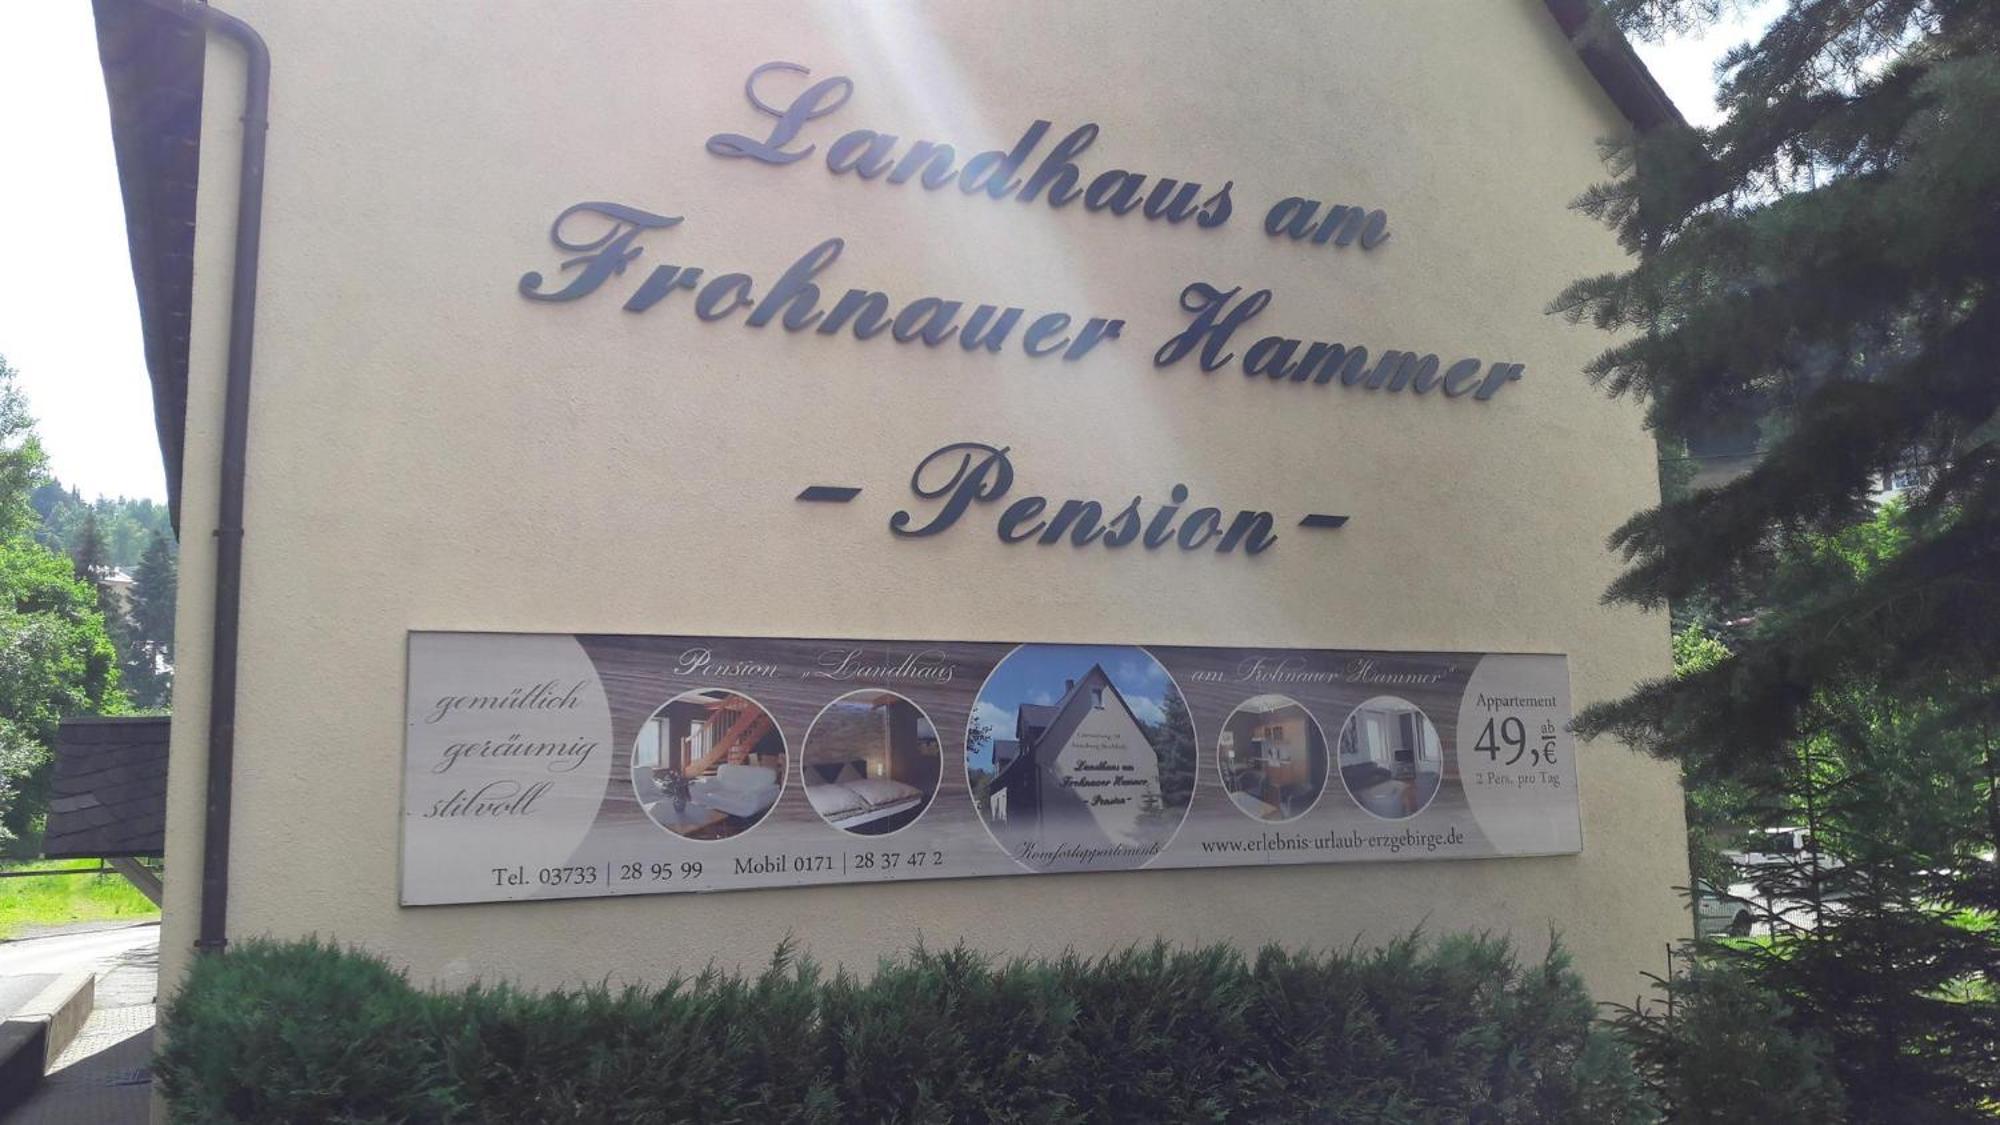 Landhaus am
Frohnauer Hammer
- Pension -
gemütlich
geräumig
stilvoll
Pension „Landhaus am Frohnauer Hammer“
Landhaus am
Frohnauer Hammer
- Pension -
Komfortappartements
Tel. 03733 | 28 95 99 Mobil 0171 | 28 37 47 2
www.erlebnis-urlaub-erzgebirge.de
Appartement
ab
49,-€
2 Pers. pro Tag